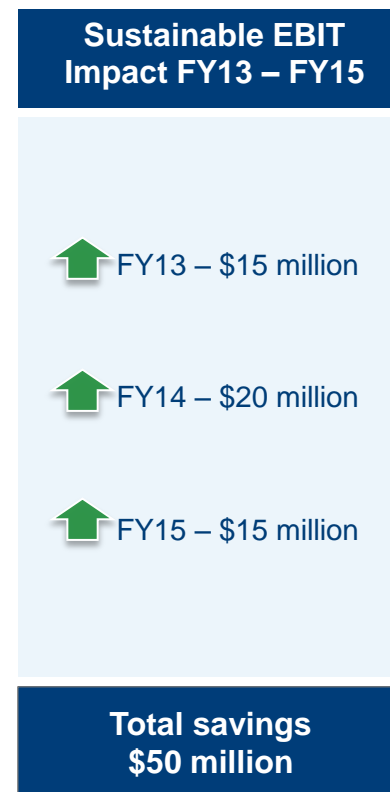 Sustainable EBIT
Impact FY13 – FY15
FY13 – $15 million
FY14 – $20 million
FY15 – $15 million
Total savings
$50 million